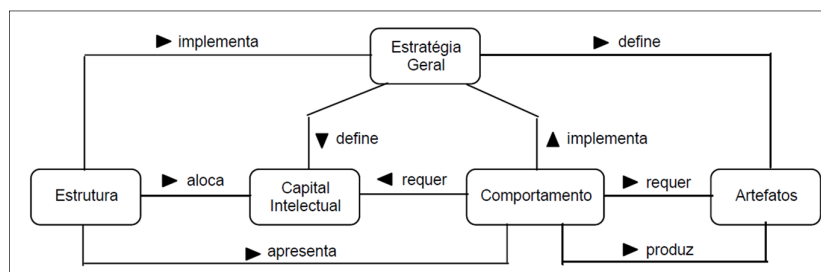 implementa
Estratégia
Geral
define
define
implementa
Estrutura
aloca
Capital
Intelectual
requer
Comportamento
requer
Artefatos
apresenta
produz